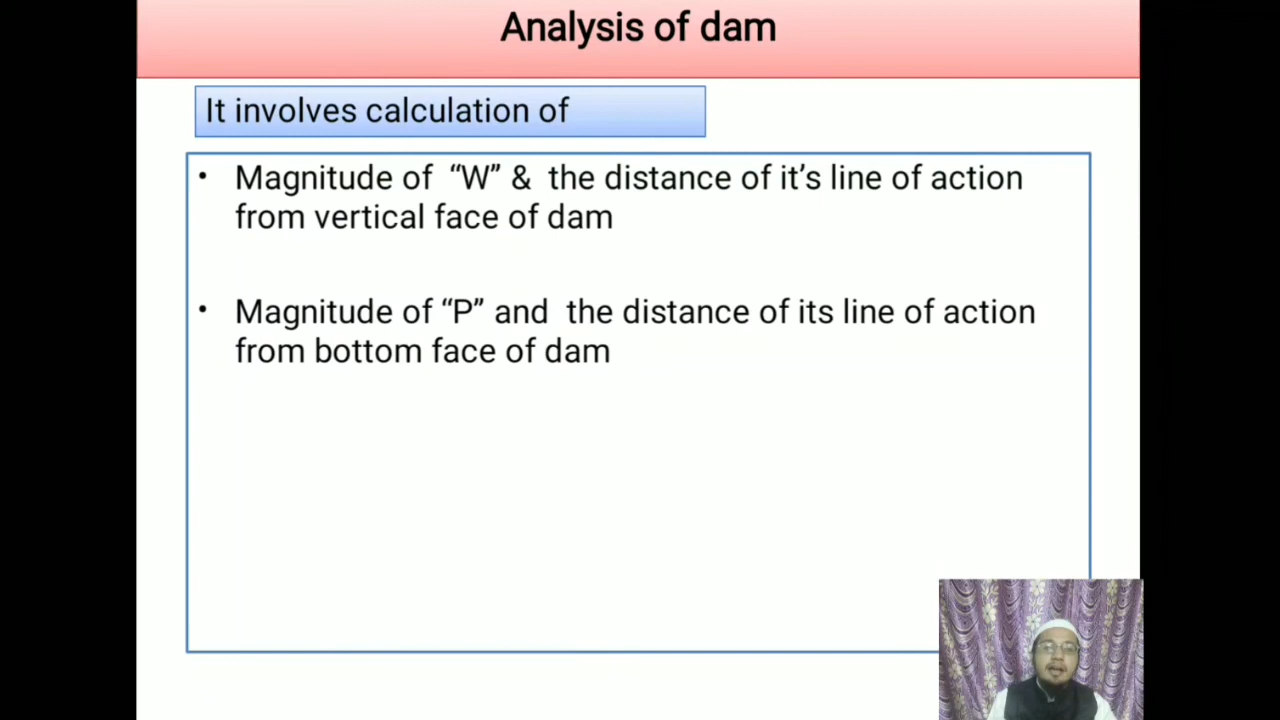 Analysis of dam
It involves calculation of
• Magnitude of “W” & the distance of it’s line of action
from vertical face of dam
• Magnitude of “P” and the distance of its line of action
from bottom face of dam